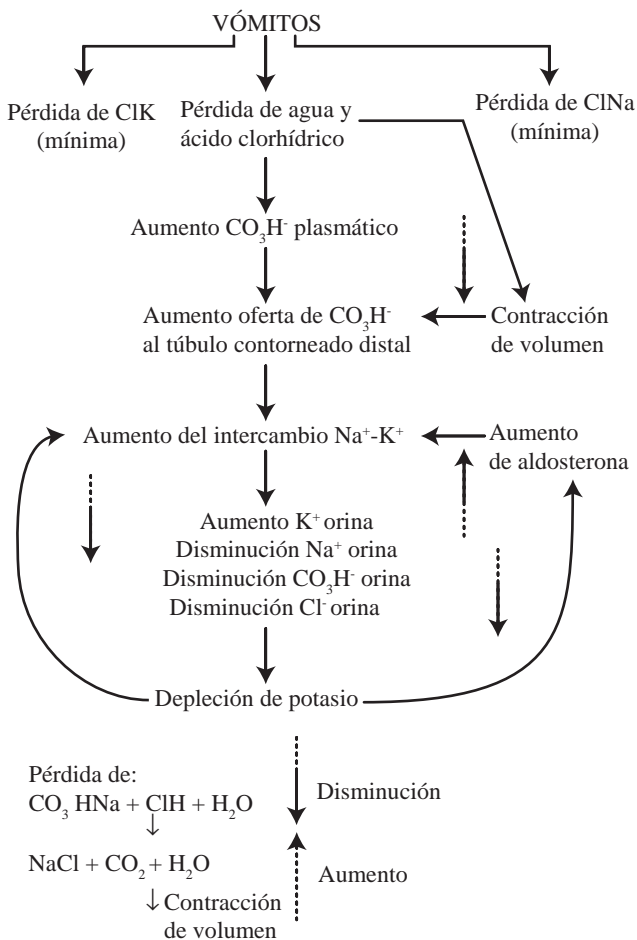 VÓMITOS
Pérdida de ClK
(mínima)
Pérdida de agua y
ácido clorhídrico
Pérdida de ClNa
(mínima)
Aumento CO₃H⁻ plasmático
Aumento oferta de CO₃H⁻
al túbulo contorneado distal
Contracción
de volumen
Aumento del intercambio Na⁺-K⁺
Aumento
de aldosterona
Aumento K⁺ orina
Disminución Na⁺ orina
Disminución CO₃H⁻ orina
Disminución Cl⁻ orina
Depleción de potasio
Pérdida de:
CO₃ HNa + ClH + H₂O
↓
NaCl + CO₂ + H₂O
↓ Contracción
de volumen
Disminución
Aumento